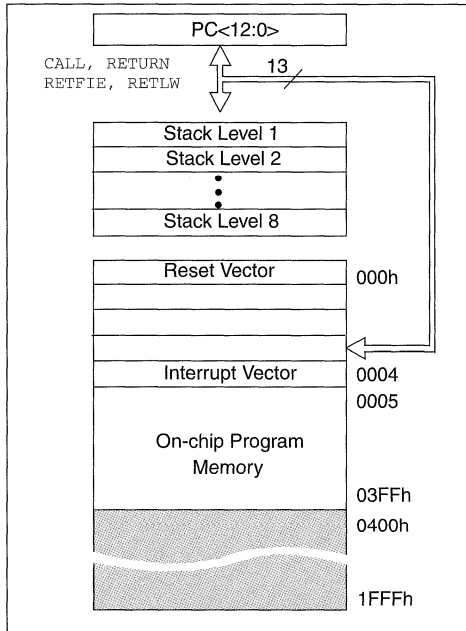 PC<12:0>
CALL, RETURN
RETFIE, RETLW
13
Stack Level 1
Stack Level 2
Stack Level 8
Reset Vector
000h
Interrupt Vector
0004
0005
On-chip Program
Memory
03FFh
0400h
1FFFh